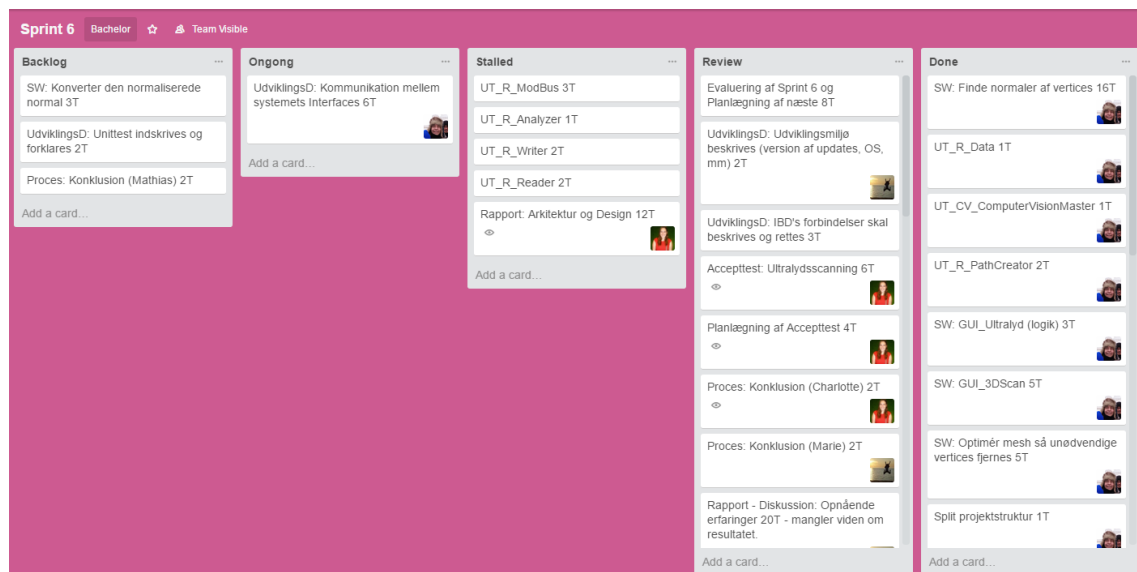 Sprint 6 Bachelor Team Visible
Backlog
SW: Konverter den normaliserede
normal 3T
UdviklingsD: Unittest indskrives og
forklares 2T
Proces: Konklusion (Mathias) 2T
Add a card...
Ongong
UdviklingsD: Kommunikation mellem
systemets Interfaces 6T
Add a card...
Stalled
UT_R_ModBus 3T
UT_R_Analyzer 1T
UT_R_Writer 2T
UT_R_Reader 2T
Rapport: Arkitektur og Design 12T
Add a card...
Review
Evaluering af Sprint 6 og
Planlægning af næste 8T
UdviklingsD: Udviklingsmiljø
beskrives (version af updates, OS,
mm) 2T
UdviklingsD: IBD's forbindelser skal
beskrives og rettes 3T
Accepttest: Ultralydsscanning 6T
Planlægning af Accepttest 4T
Proces: Konklusion (Charlotte) 2T
Proces: Konklusion (Marie) 2T
Rapport - Diskussion: Opnående
erfaringer 20T - mangler viden om
resultatet.
Add a card...
Done
SW: Finde normaler af vertices 16T
UT_R_Data 1T
UT_CV_ComputerVisionMaster 1T
UT_R_PathCreator 2T
SW: GUI_Ultralyd (logik) 3T
SW: GUI_3DScan 5T
SW: Optimér mesh så unødvendige
vertices fjernes 5T
Split projektstruktur 1T
Add a card...